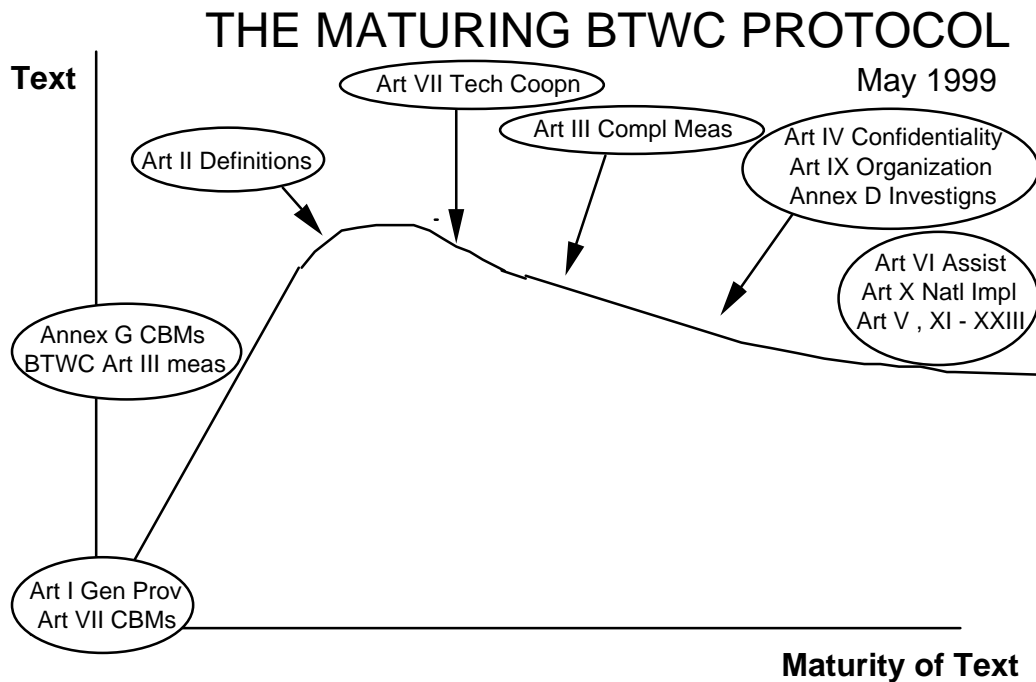 THE MATURING BTWC PROTOCOL
Text
May 1999
Art VII Tech Coopn
Art III Compl Meas
Art II Definitions
Art IV Confidentiality
Art IX Organization
Annex D Investigns
Art VI Assist
Art X Natl Impl
Art V , XI - XXIII
Annex G CBMs
BTWC Art III meas
Art I Gen Prov
Art VII CBMs
Maturity of Text